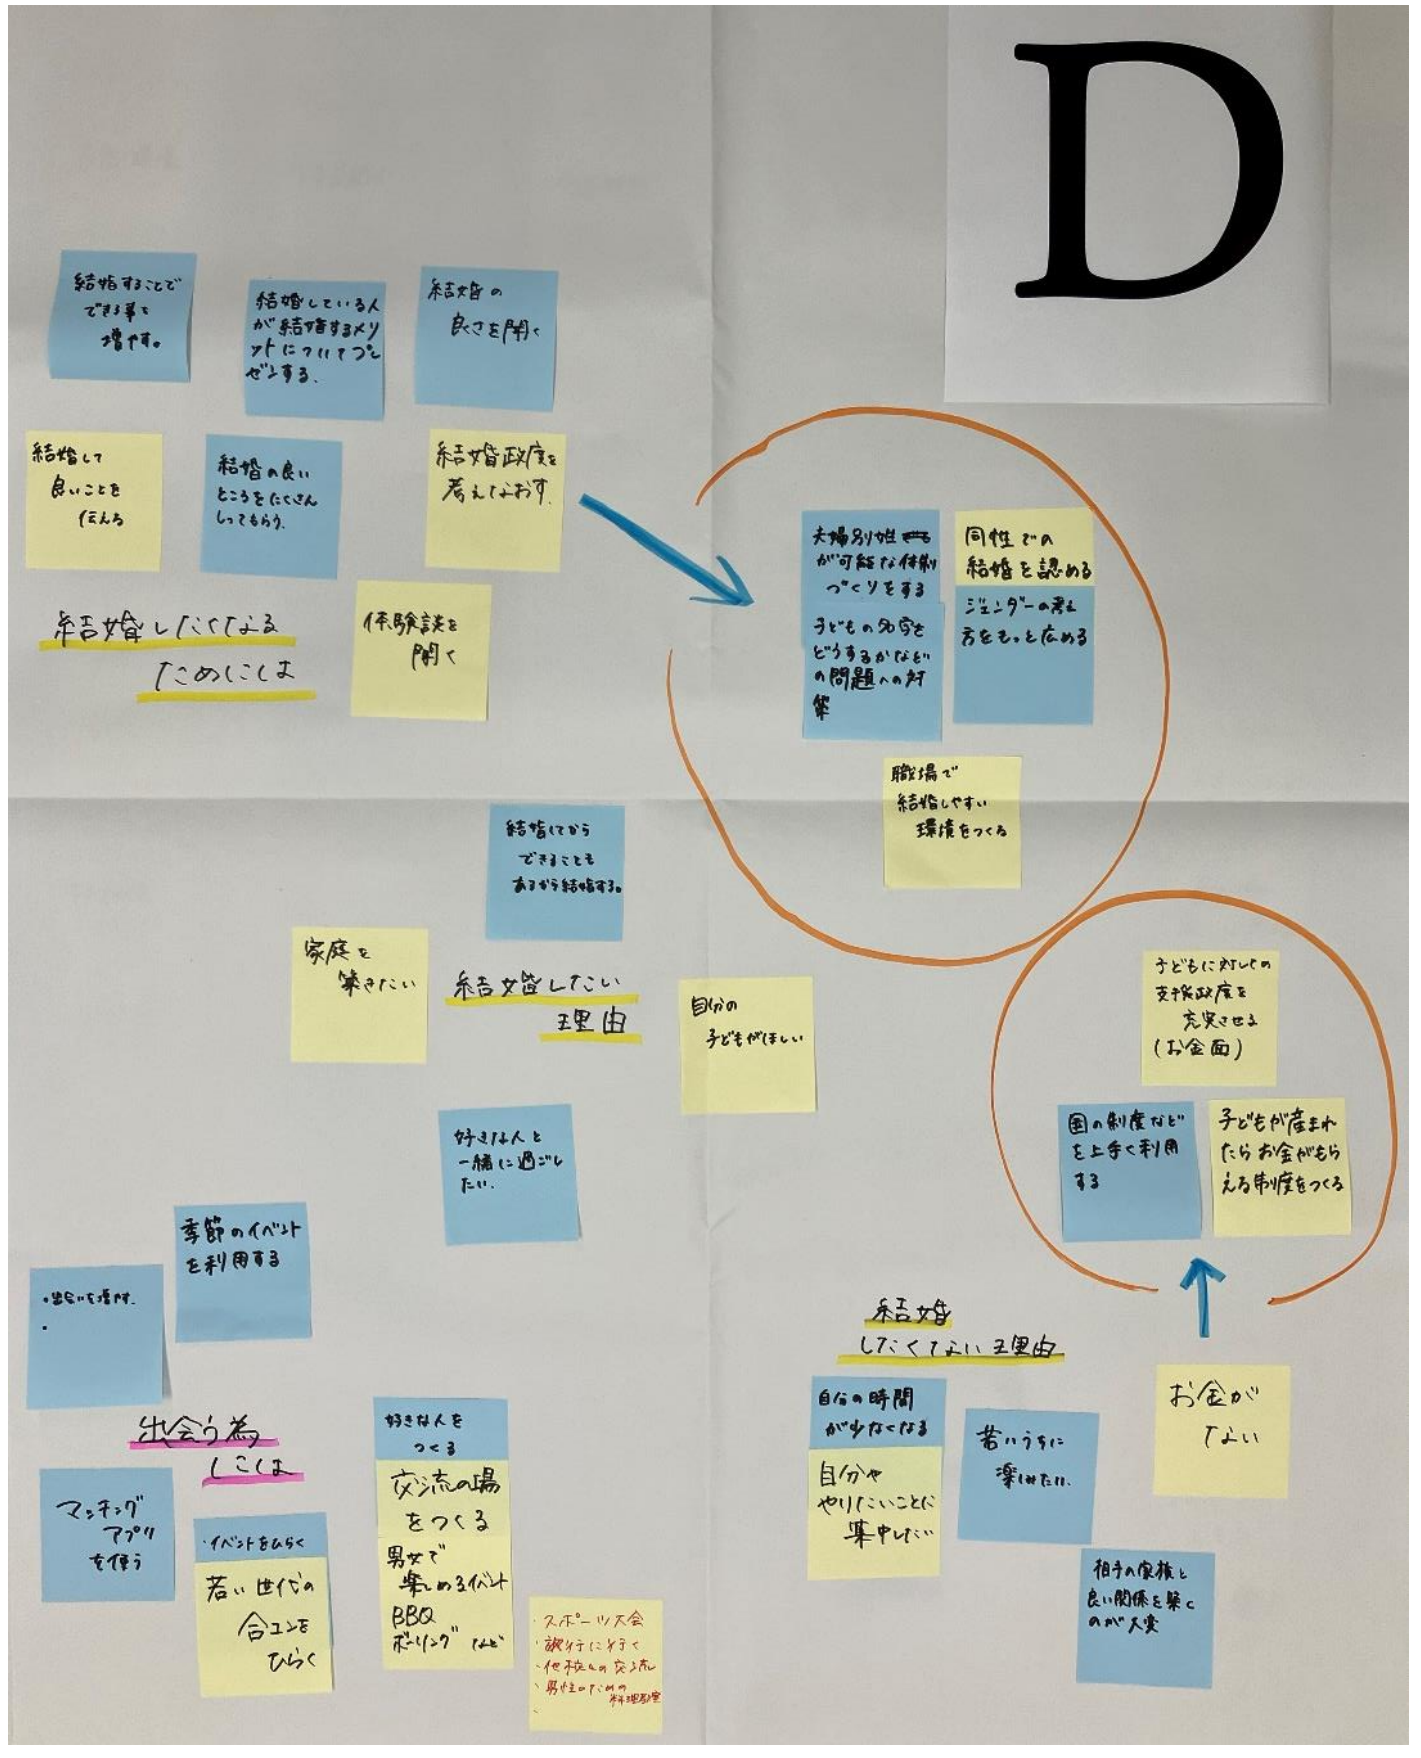 D
結婚することで
できる事を
増やす。
結婚している人
が結婚するメリ
ットについてプレ
ゼンする.
結婚の
良さを聞く
結婚して
良いことを
伝える
結婚の良い
ところをたくさん
しってもらう.
結婚政度を
考えなおす.
結婚したくなる
ためには
体験談を
聞く
夫婦別姓
が可能な体制
づくりをする
子どもの名字を
どうするかなど
の問題への対
策
同性での
結婚を認める
ジェンダーの考え
方をもっと広める
職場で
結婚しやすい
環境をつくる
結婚してから
できることも
あるから結婚する。
家庭を
築きたい
結婚したい
理由
自分の
子どもがほしい
好きな人と
一緒に過ごし
たい.
子どもに対しての
支援政度を
充実させる
(お金面)
国の制度など
を上手く利用
する
子どもが産まれ
たらお金がもら
える制度をつくる
季節のイベント
を利用する
・出会いを増やす.
・
出会う為
には
マッチング
アプリ
を使う
・イベントをひらく
若い世代の
合コンを
ひらく
好きな人を
つくる
交流の場
をつくる
男女で
楽しめるイベント
BBQ
ボーリング など
・スポーツ大会
・旅行に行く
・他校との交流
・男性のための
料理教室
・
結婚
したくない理由
自分の時間
が少なくなる
自分や
やりたいことに
集中したい
若いうちに
楽しみたい.
お金が
ない
相手の家族と
良い関係を築く
のが大変